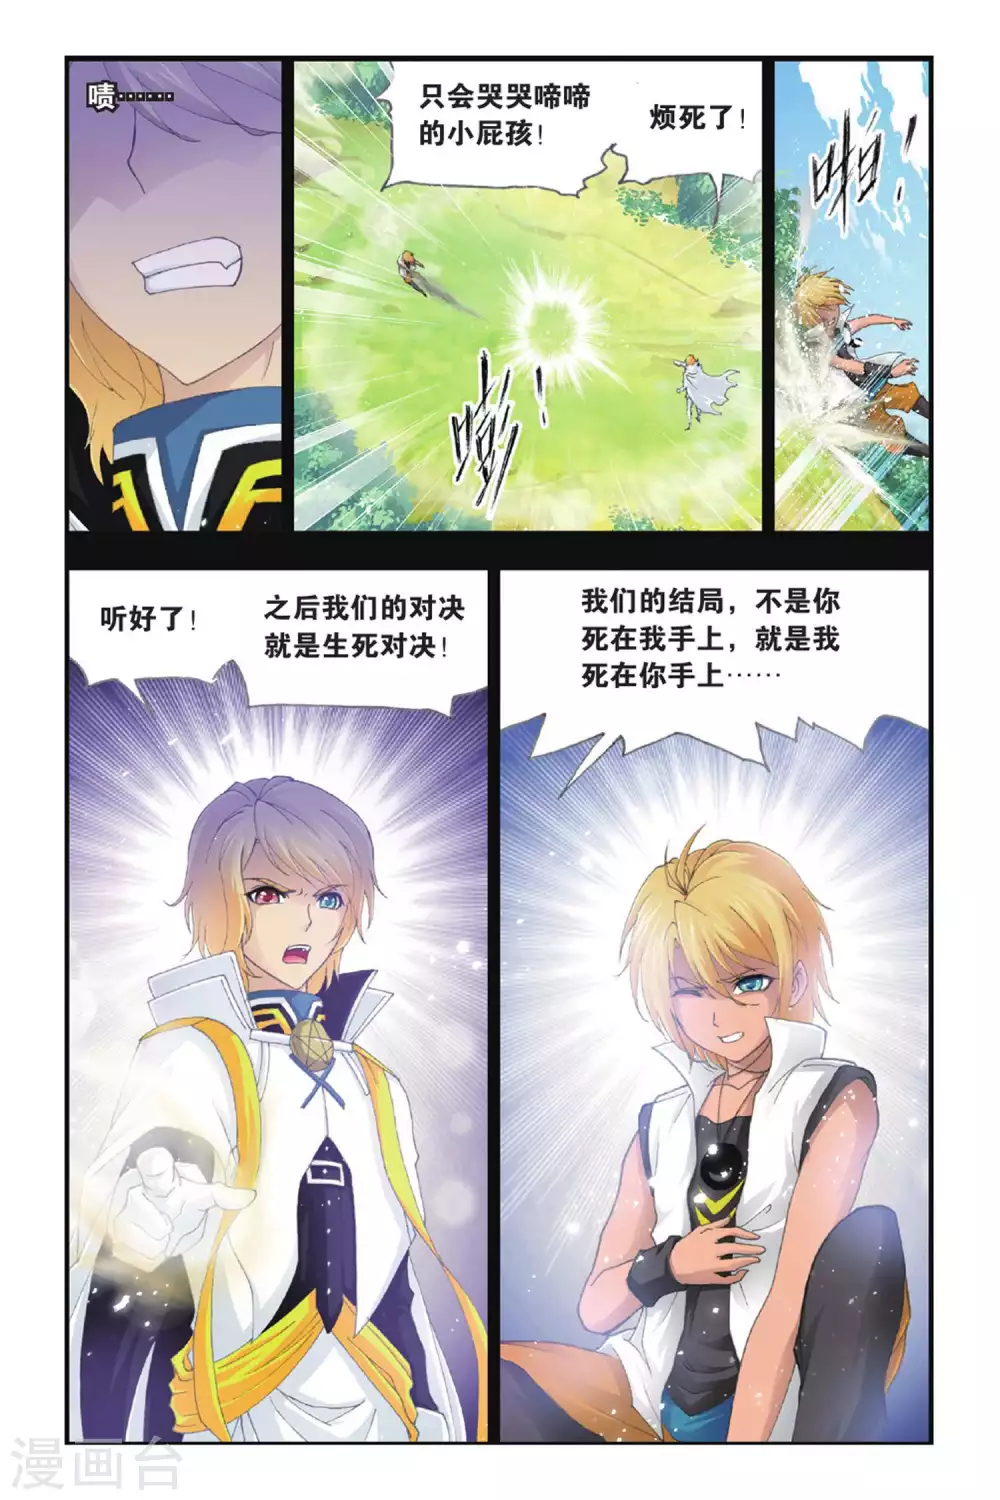 啧……
只会哭哭啼啼
的小屁孩！
烦死了！
嘭！
啪！
听好了！
之后我们的对决
就是生死对决！
我们的结局，不是你
死在我手上，就是我
死在你手上……
漫画台